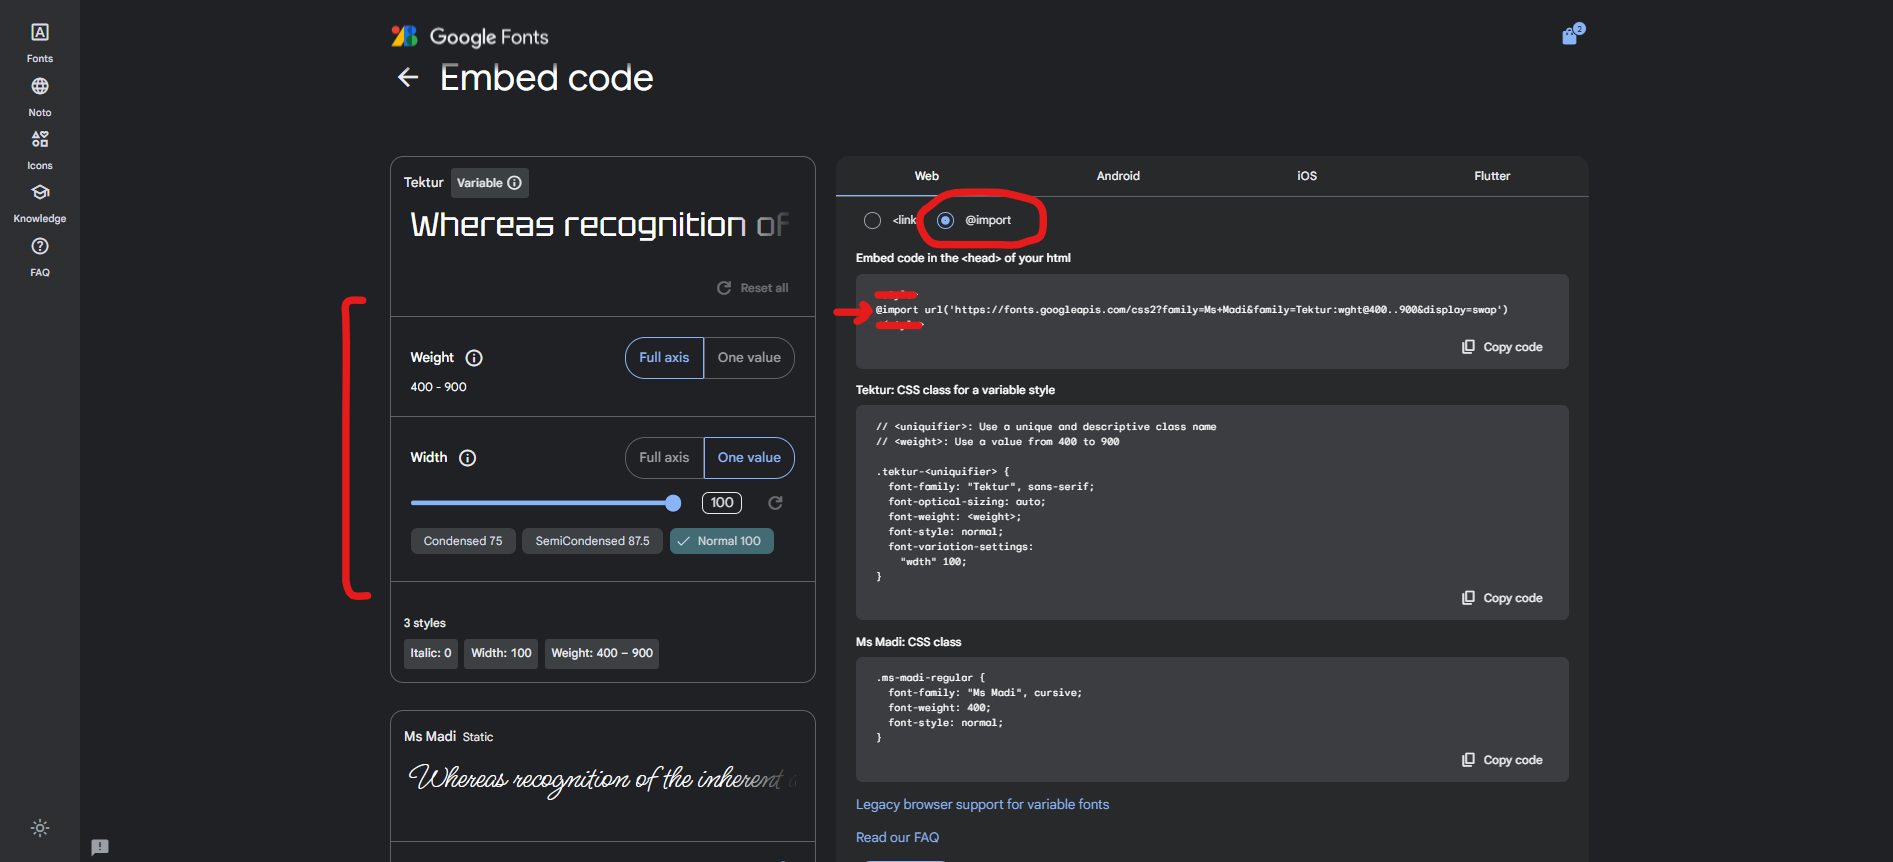 Fonts
Noto
Icons
Knowledge
FAQ
Google Fonts
2
Embed code
Tektur Variable
Whereas recognition of
Reset all
Weight
Full axis One value
400 - 900
Width
Full axis One value
100
Condensed 75 SemiCondensed 87.5 Normal 100
3 styles
Italic: 0 Width: 100 Weight: 400 – 900
Ms Madi Static
Whereas recognition of the inherent
Web Android iOS Flutter
<link @import
Embed code in the <head> of your html
@import url('https://fonts.googleapis.com/css2?family=Ms+Madi&family=Tektur:wght@400..900&display=swap')
Copy code
Tektur: CSS class for a variable style
// <uniquifier>: Use a unique and descriptive class name
// <weight>: Use a value from 400 to 900
.tektur-<uniquifier> {
font-family: "Tektur", sans-serif;
font-optical-sizing: auto;
font-weight: <weight>;
font-style: normal;
font-variation-settings:
"wdth" 100;
}
Copy code
Ms Madi: CSS class
.ms-madi-regular {
font-family: "Ms Madi", cursive;
font-weight: 400;
font-style: normal;
}
Copy code
Legacy browser support for variable fonts
Read our FAQ